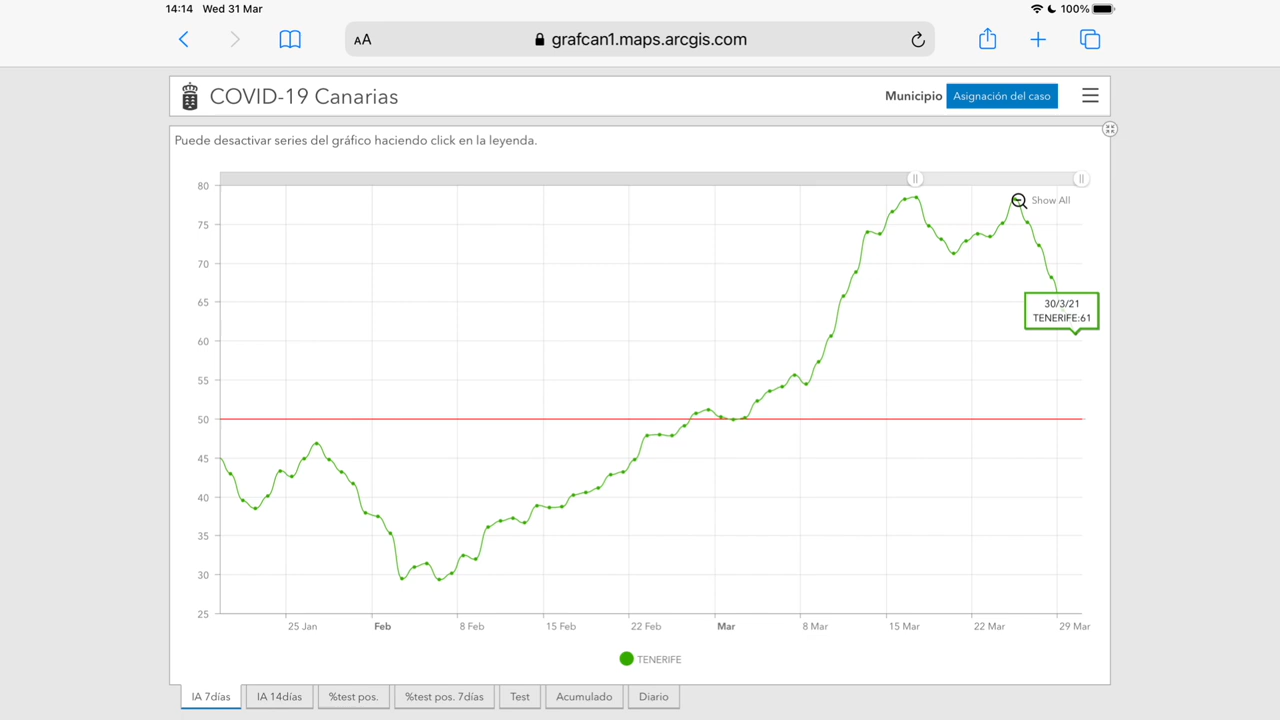 14:14 Wed 31 Mar
100%
AA
grafcan1.maps.arcgis.com
COVID-19 Canarias
Municipio
Asignación del caso
Puede desactivar series del gráfico haciendo click en la leyenda.
Show All
80
75
70
65
60
55
50
45
40
35
30
25
30/3/21
TENERIFE:61
25 Jan
Feb
8 Feb
15 Feb
22 Feb
Mar
8 Mar
15 Mar
22 Mar
29 Mar
TENERIFE
IA 7días
IA 14días
%test pos.
%test pos. 7días
Test
Acumulado
Diario